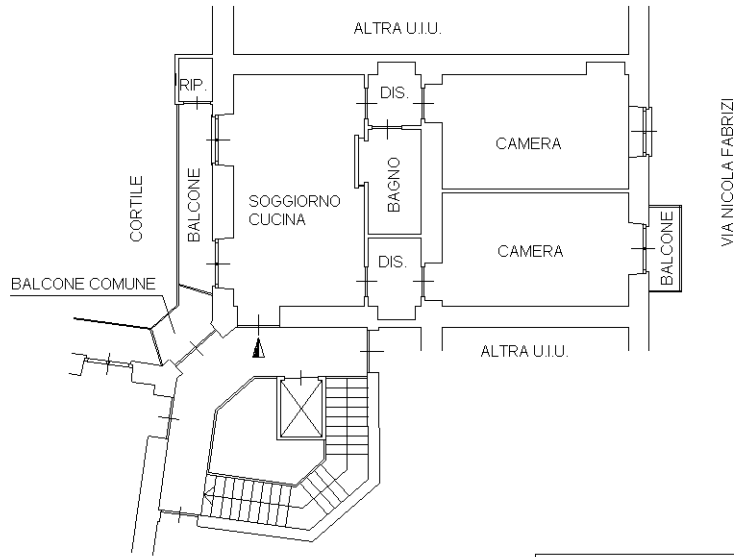 ALTRA U.I.U.
RIP.
DIS.
CAMERA
VIA NICOLA FABRIZI
CORTILE
BALCONE
SOGGIORNO
CUCINA
BAGNO
DIS.
CAMERA
BALCONE
BALCONE COMUNE
ALTRA U.I.U.